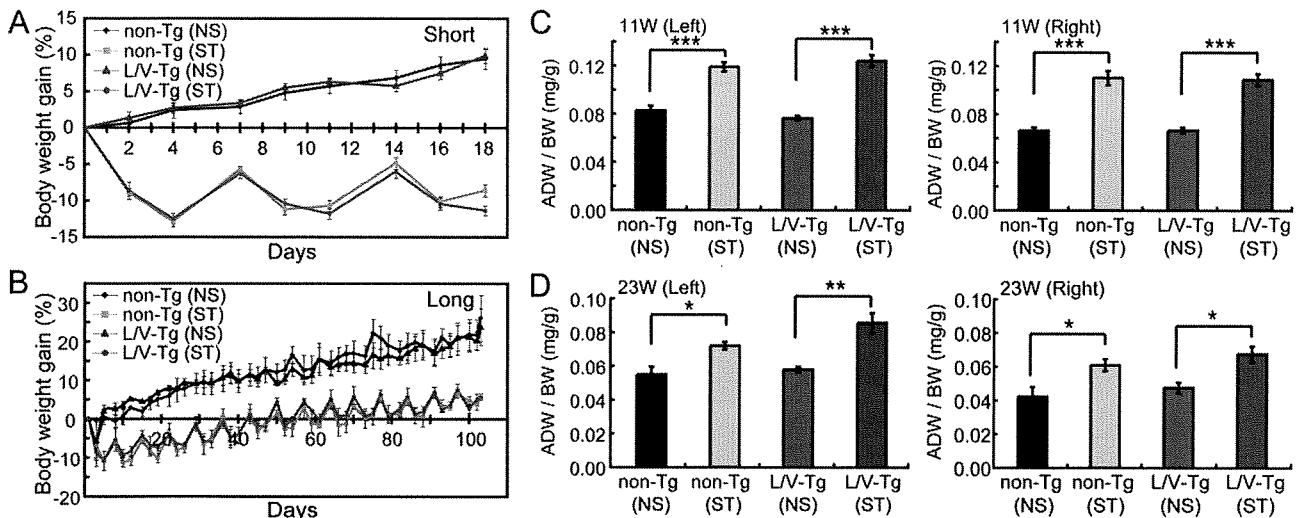 A
Body weight gain (%)
15
10
5
0
-5
-10
-15
non-Tg (NS)
non-Tg (ST)
L/V-Tg (NS)
L/V-Tg (ST)
Short
2 4 6 8 10 12 14 16 18
Days
B
Body weight gain (%)
30
20
10
0
-10
-20
non-Tg (NS)
non-Tg (ST)
L/V-Tg (NS)
L/V-Tg (ST)
Long
20 40 60 80 100
Days
C
11W (Left)
ADW / BW (mg/g)
0.12
0.08
0.04
0.00
*** ***
non-Tg non-Tg L/V-Tg L/V-Tg
(NS) (ST) (NS) (ST)
11W (Right)
ADW / BW (mg/g)
0.12
0.08
0.04
0.00
*** ***
non-Tg non-Tg L/V-Tg L/V-Tg
(NS) (ST) (NS) (ST)
D
23W (Left)
ADW / BW (mg/g)
0.10
0.08
0.06
0.04
0.02
0.00
* **
non-Tg non-Tg L/V-Tg L/V-Tg
(NS) (ST) (NS) (ST)
23W (Right)
ADW / BW (mg/g)
0.10
0.08
0.06
0.04
0.02
0.00
* *
non-Tg non-Tg L/V-Tg L/V-Tg
(NS) (ST) (NS) (ST)